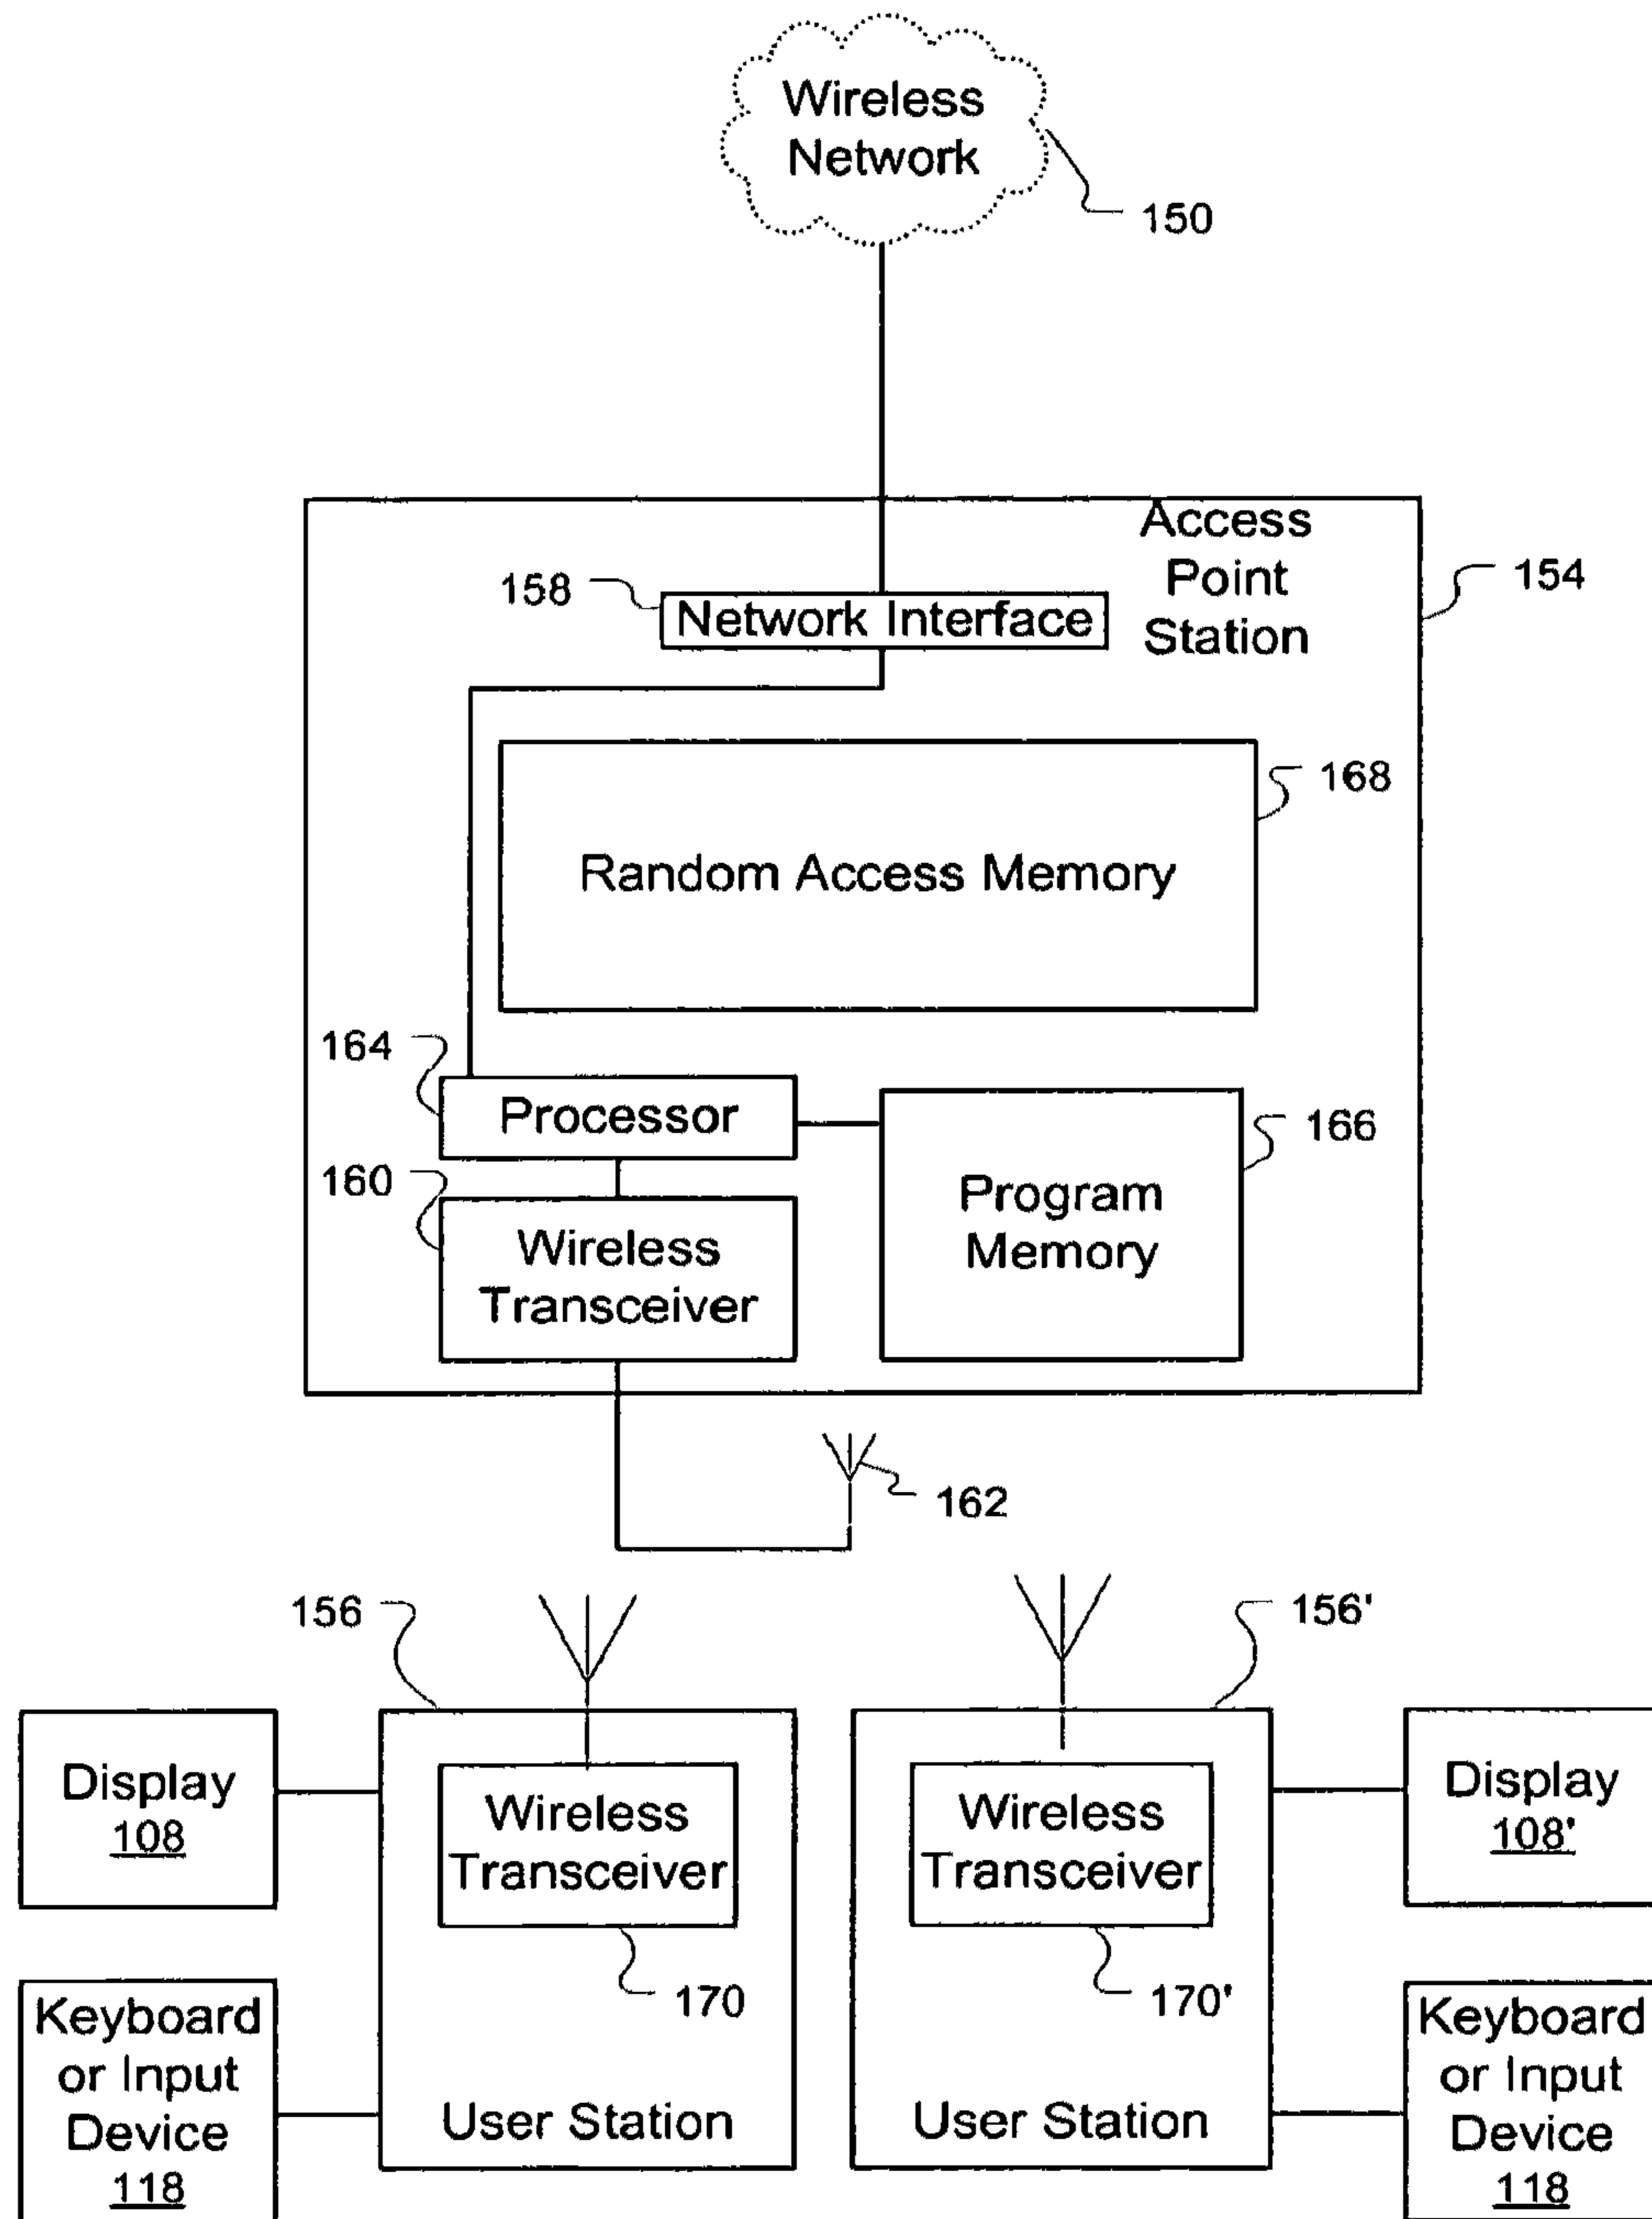 Wireless
Network
150
Access
Point
Station
154
158
Network Interface
168
Random Access Memory
164
Processor
166
160
Program
Memory
Wireless
Transceiver
162
156
156'
Display
108
Wireless
Transceiver
170
Wireless
Transceiver
170'
Display
108'
Keyboard
or Input
Device
118
User Station
User Station
Keyboard
or Input
Device
118